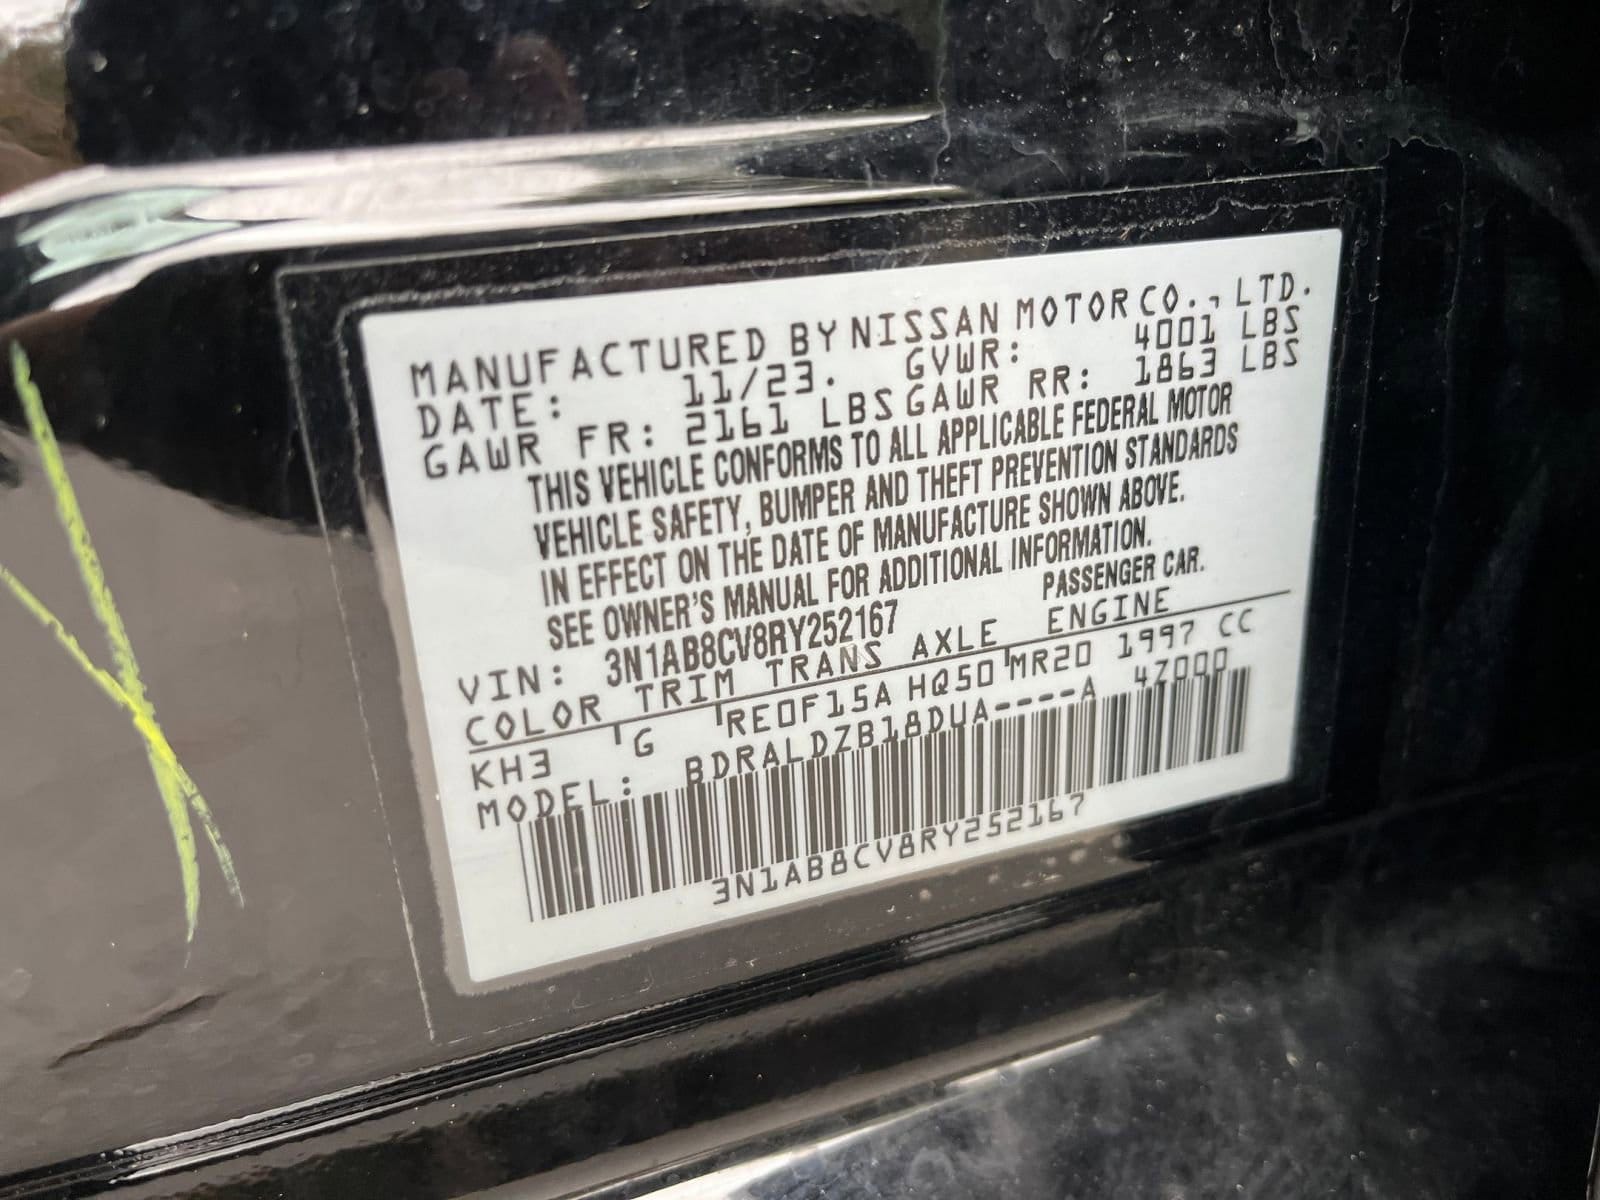 MANUFACTURED BY NISSAN MOTOR CO., LTD.
DATE: 11/23. GVWR: 4001 LBS
GAWR FR: 2161 LBS GAWR RR: 1863 LBS
THIS VEHICLE CONFORMS TO ALL APPLICABLE FEDERAL MOTOR
VEHICLE SAFETY, BUMPER AND THEFT PREVENTION STANDARDS
IN EFFECT ON THE DATE OF MANUFACTURE SHOWN ABOVE.
SEE OWNER'S MANUAL FOR ADDITIONAL INFORMATION.
PASSENGER CAR.
VIN: 3N1AB8CV8RY252167
COLOR TRIM TRANS AXLE ENGINE
KH3 G RE0F15A HQ50 MR20 1997 CC
MODEL: BDRALDZB18DUA----A 4Z000
3N1AB8CV8RY252167